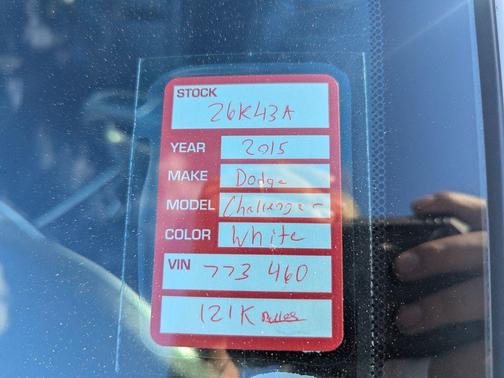 STOCK
26K43A
YEAR 2015
MAKE Dodge
MODEL Challenger
COLOR White
VIN 773 460
121K